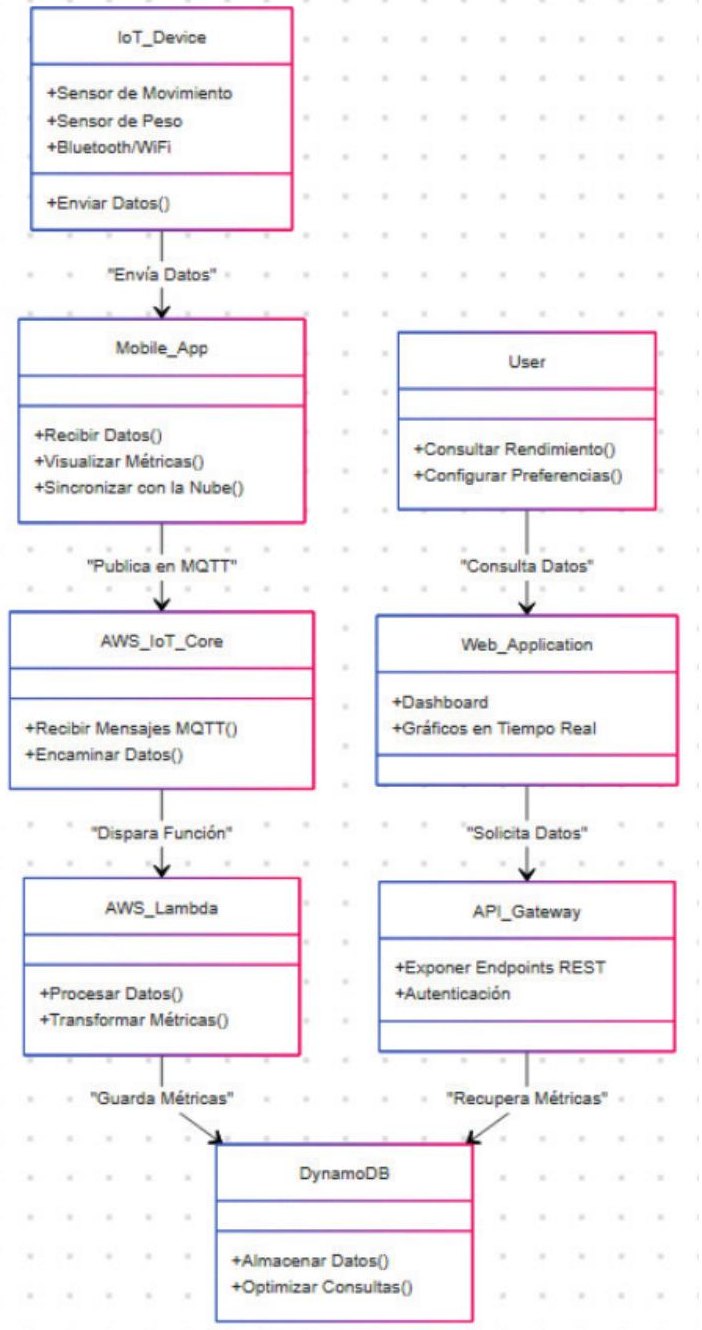 IoT_Device
+Sensor de Movimiento
+Sensor de Peso
+Bluetooth/WiFi
+Enviar Datos()
"Envía Datos"
Mobile_App
+Recibir Datos()
+Visualizar Métricas()
+Sincronizar con la Nube()
"Publica en MQTT"
AWS_IoT_Core
+Recibir Mensajes MQTT()
+Encaminar Datos()
"Dispara Función"
AWS_Lambda
+Procesar Datos()
+Transformar Métricas()
"Guarda Métricas"
User
+Consultar Rendimiento()
+Configurar Preferencias()
"Consulta Datos"
Web_Application
+Dashboard
+Gráficos en Tiempo Real
"Solicita Datos"
API_Gateway
+Exponer Endpoints REST
+Autenticación
"Recupera Métricas"
DynamoDB
+Almacenar Datos()
+Optimizar Consultas()